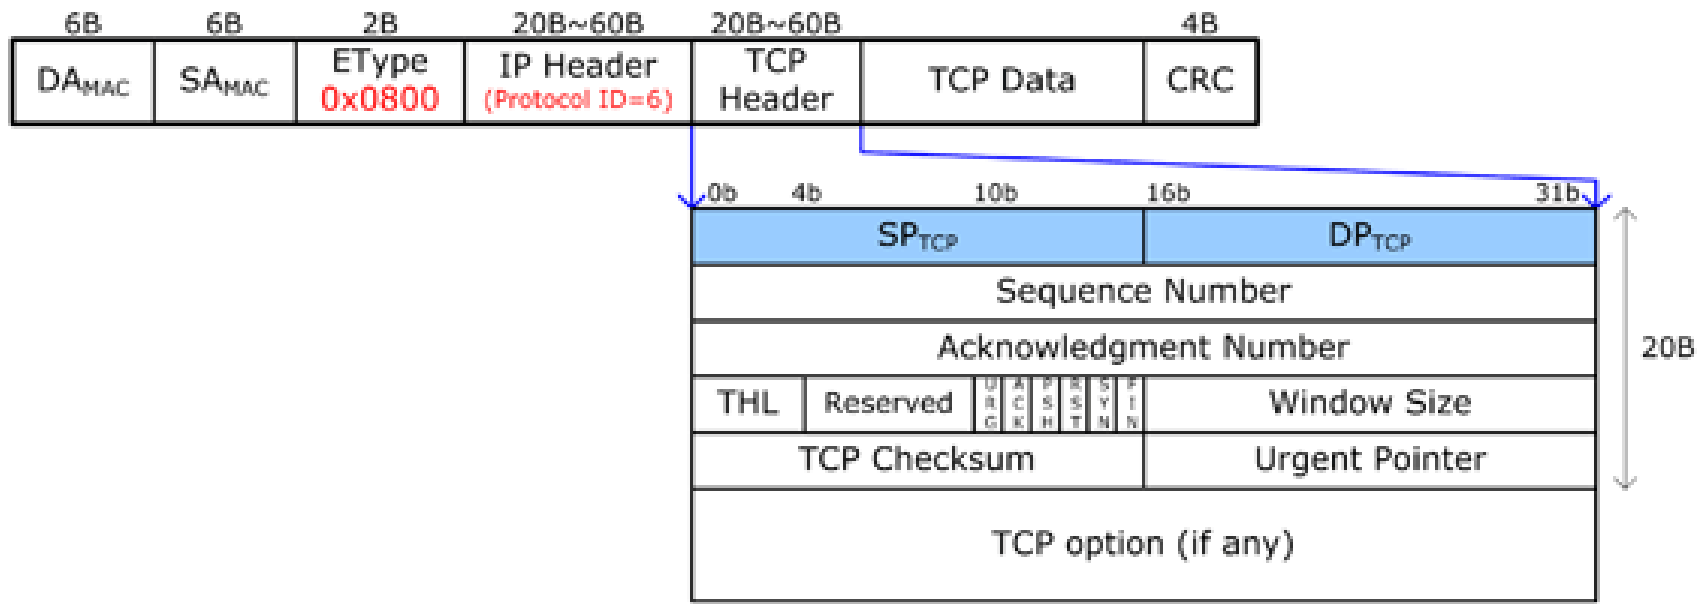 6B 6B 2B 20B~60B 20B~60B 4B
DAMAC SAMAC EType 0x0800 IP Header (Protocol ID=6) TCP Header TCP Data CRC
0b 4b 10b 16b 31b
SPTCP DPTCP
Sequence Number
Acknowledgment Number
20B
THL Reserved URG ACK PSH RST SYN FIN Window Size
TCP Checksum Urgent Pointer
TCP option (if any)